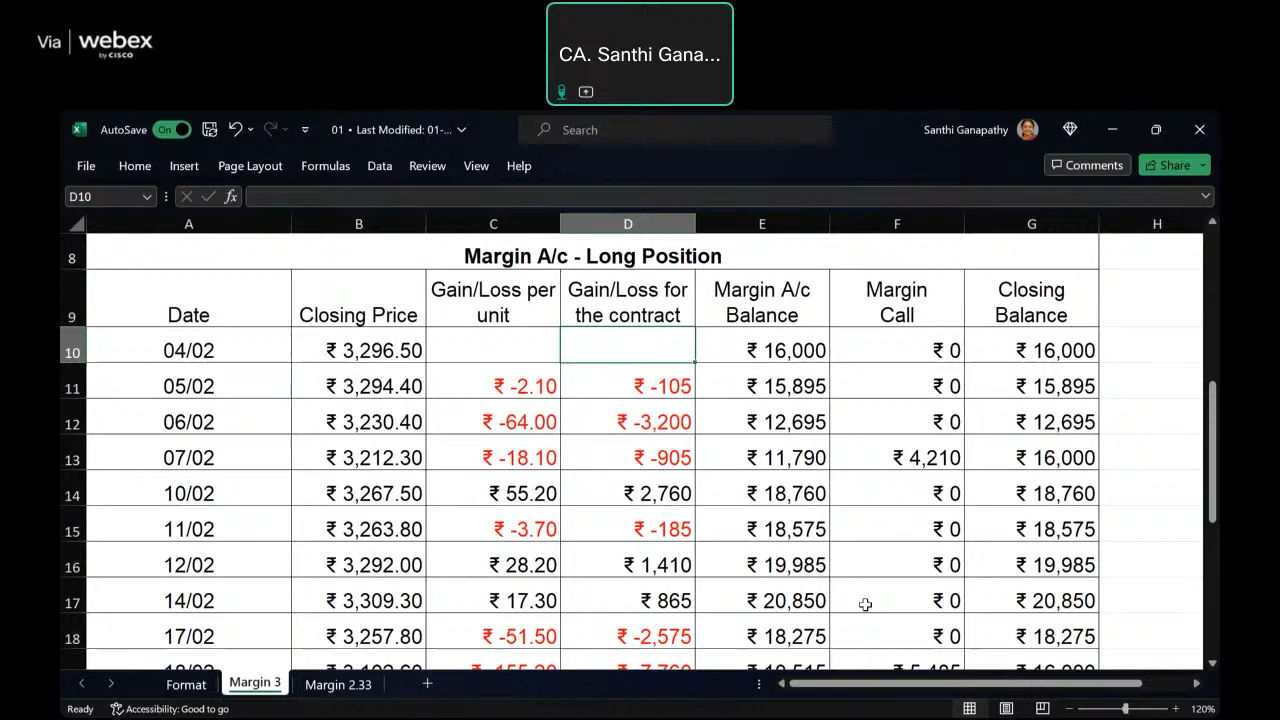 Via | webex
by CISCO
CA. Santhi Gana...
AutoSave On 01 • Last Modified: 01-... Search Santhi Ganapathy
File Home Insert Page Layout Formulas Data Review View Help Comments Share
D10 fx
A B C D E F G H
8 Margin A/c - Long Position
9 Date Closing Price Gain/Loss per unit Gain/Loss for the contract Margin A/c Balance Margin Call Closing Balance
10 04/02 ₹ 3,296.50 ₹ 16,000 ₹ 0 ₹ 16,000
11 05/02 ₹ 3,294.40 ₹ -2.10 ₹ -105 ₹ 15,895 ₹ 0 ₹ 15,895
12 06/02 ₹ 3,230.40 ₹ -64.00 ₹ -3,200 ₹ 12,695 ₹ 0 ₹ 12,695
13 07/02 ₹ 3,212.30 ₹ -18.10 ₹ -905 ₹ 11,790 ₹ 4,210 ₹ 16,000
14 10/02 ₹ 3,267.50 ₹ 55.20 ₹ 2,760 ₹ 18,760 ₹ 0 ₹ 18,760
15 11/02 ₹ 3,263.80 ₹ -3.70 ₹ -185 ₹ 18,575 ₹ 0 ₹ 18,575
16 12/02 ₹ 3,292.00 ₹ 28.20 ₹ 1,410 ₹ 19,985 ₹ 0 ₹ 19,985
17 14/02 ₹ 3,309.30 ₹ 17.30 ₹ 865 ₹ 20,850 ₹ 0 ₹ 20,850
18 17/02 ₹ 3,257.80 ₹ -51.50 ₹ -2,575 ₹ 18,275 ₹ 0 ₹ 18,275
Format Margin 3 Margin 2.33
Ready Accessibility: Good to go 120%